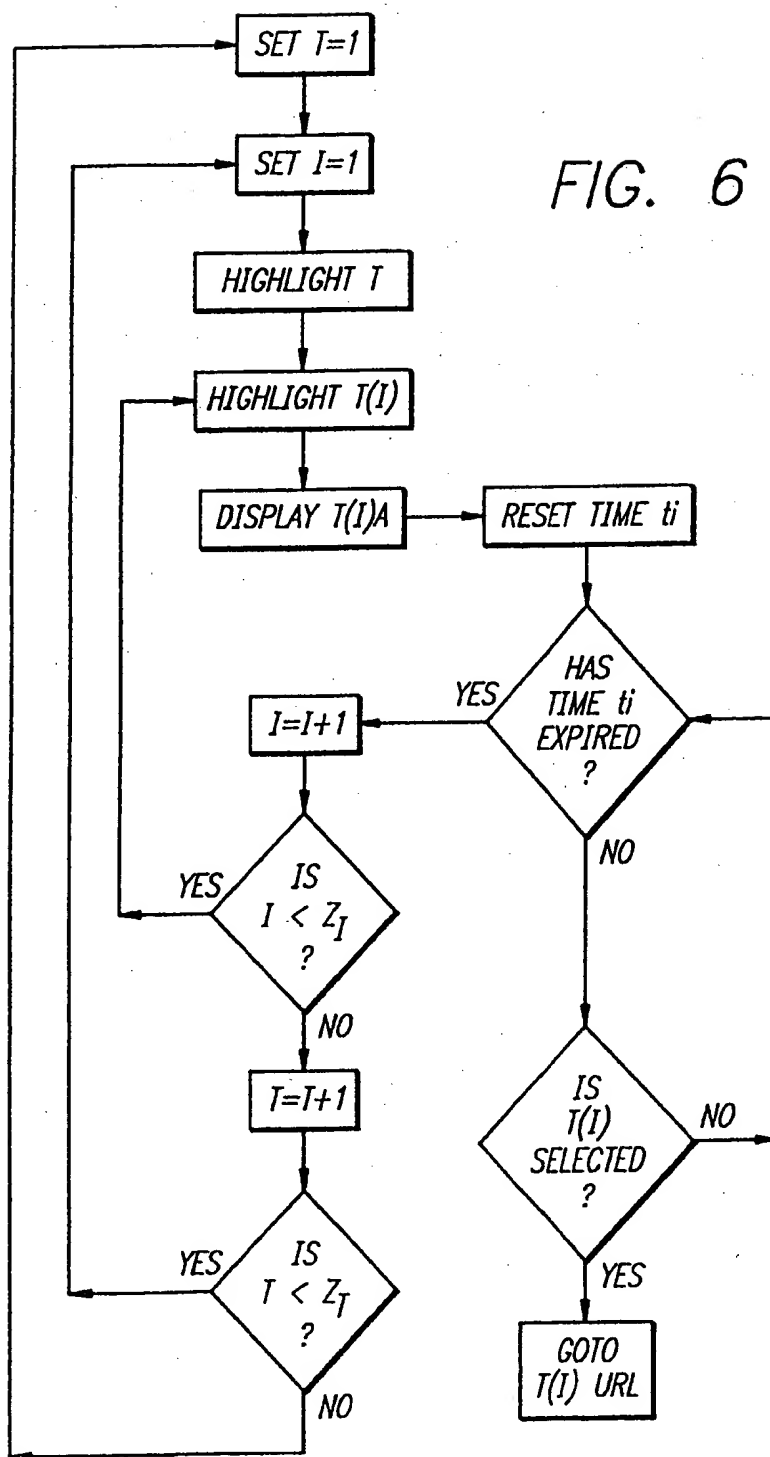 SET T=1
SET I=1
FIG. 6
HIGHLIGHT T
HIGHLIGHT T(I)
DISPLAY T(I)A
RESET TIME ti
HAS
TIME ti
EXPIRED
?
YES
NO
I=I+1
IS
I < Z_I
?
YES
NO
T=T+1
IS
T(I)
SELECTED
?
NO
YES
IS
T < Z_T
?
YES
NO
GOTO
T(I) URL